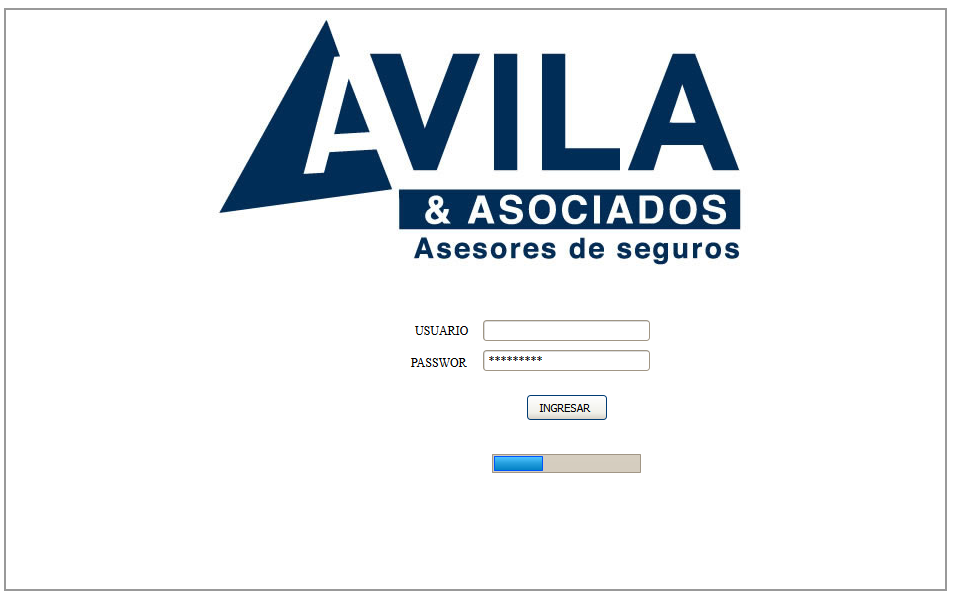 AVILA
& ASOCIADOS
Asesores de seguros
USUARIO
PASSWOR *********
INGRESAR